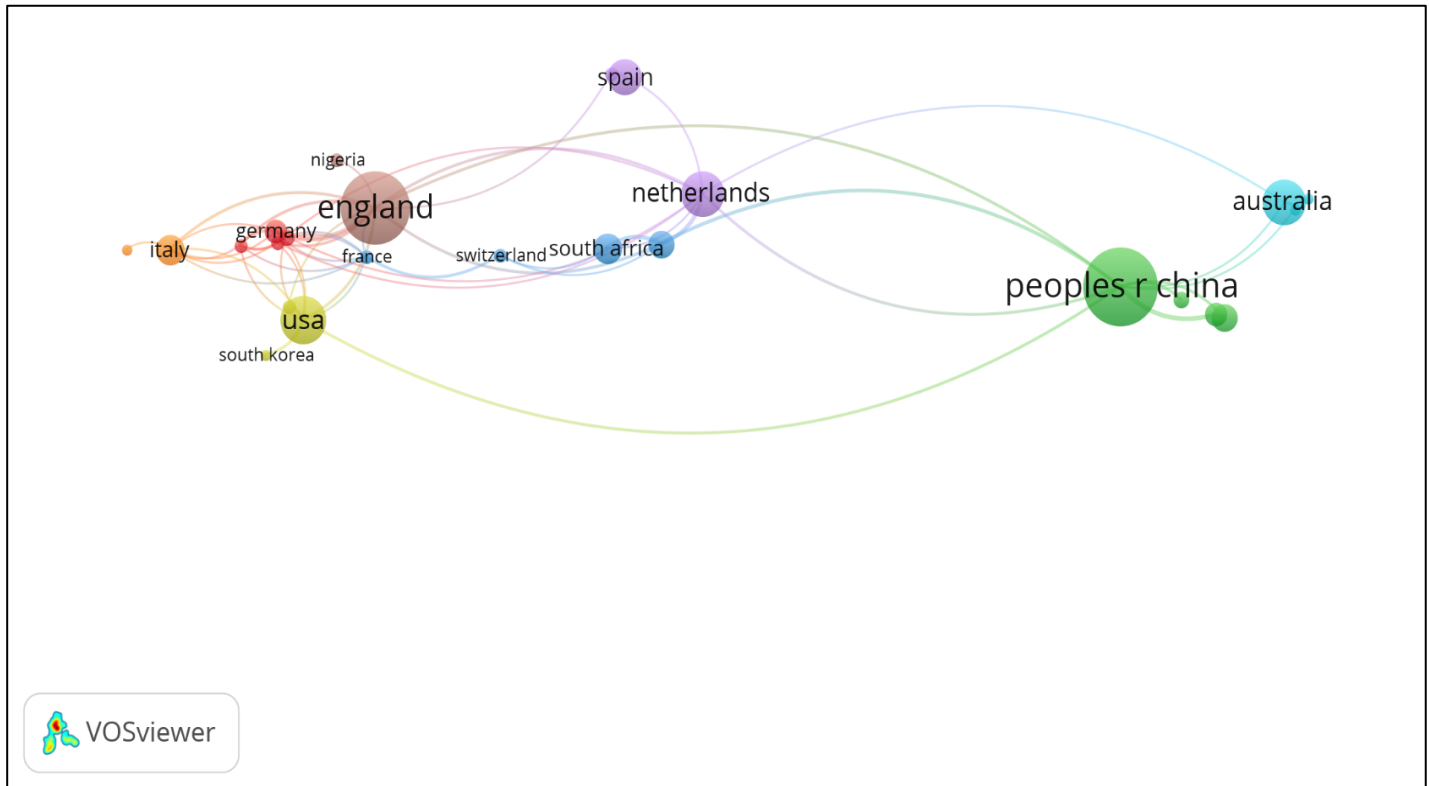 spain
nigeria
netherlands
england
australia
germany
italy
france
switzerland
south africa
peoples r china
usa
south korea
VOSviewer